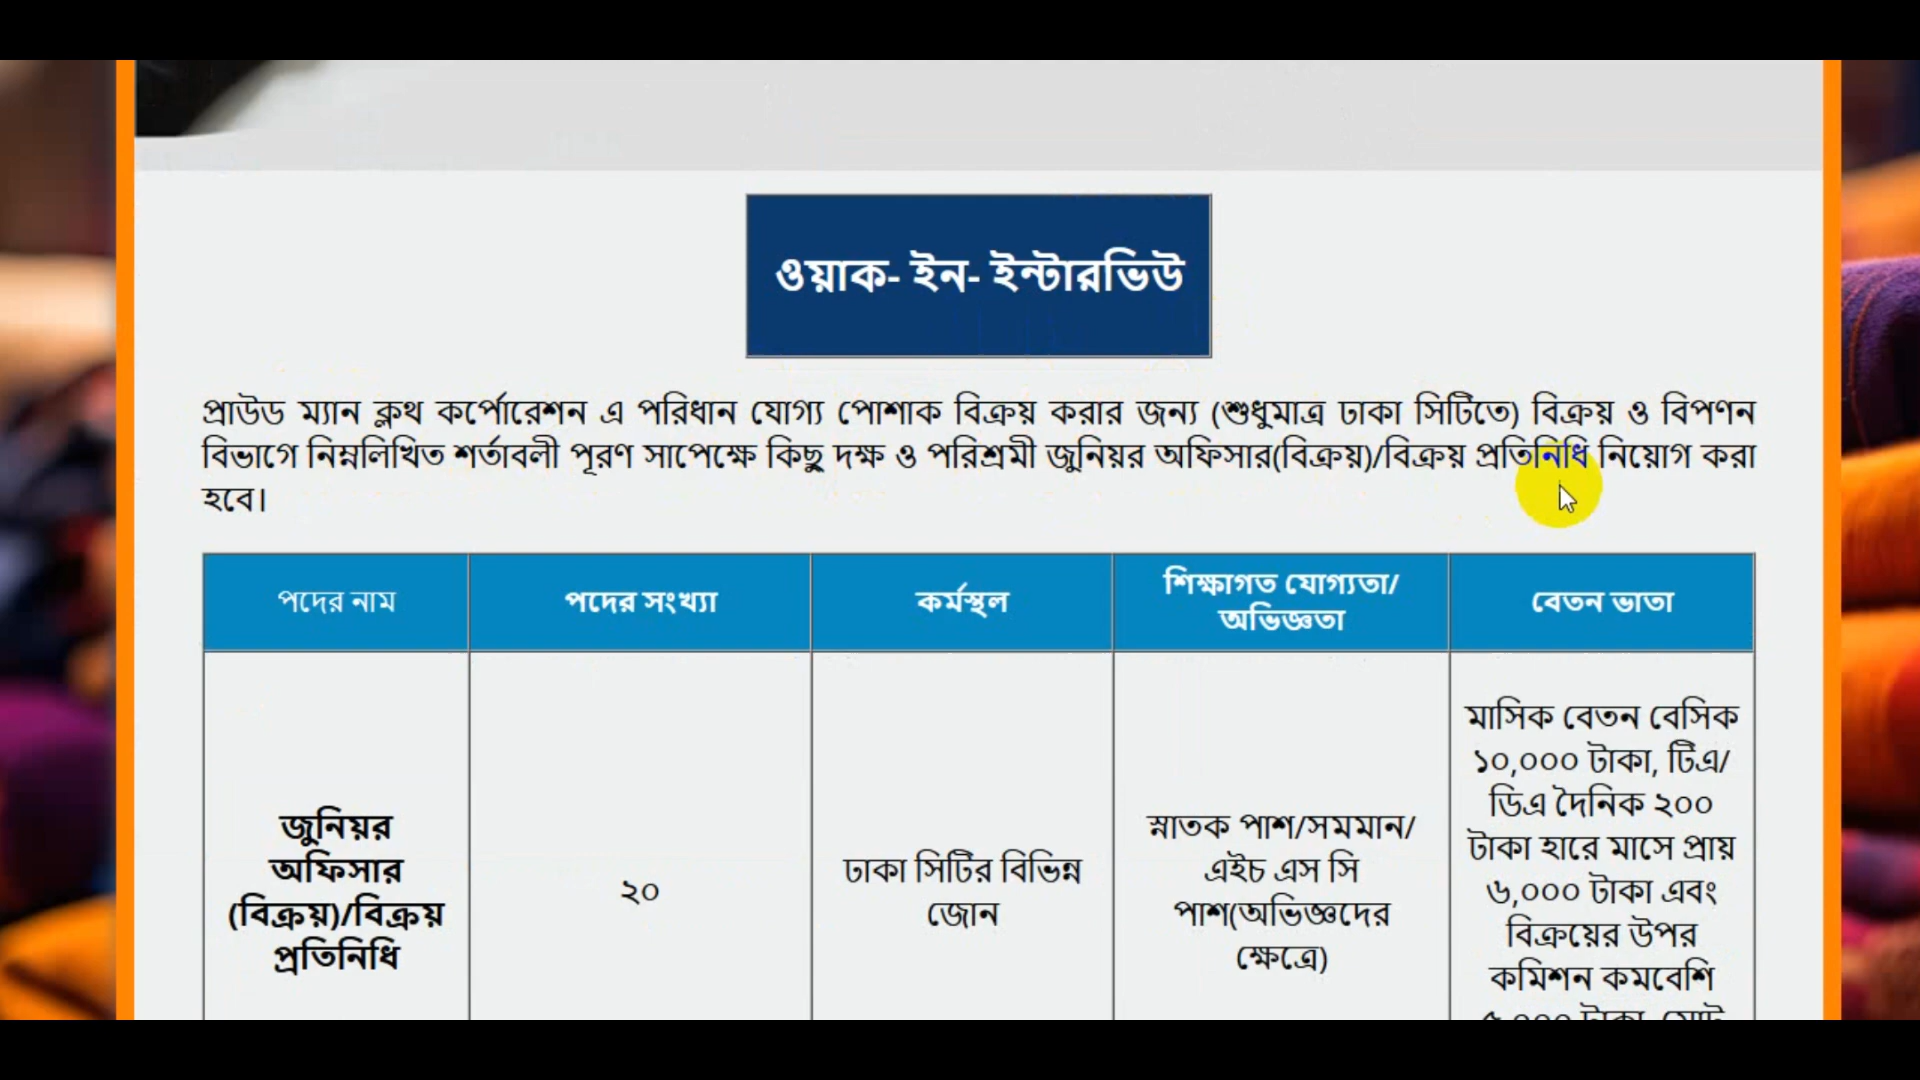 ওয়াক- ইন- ইন্টারভিউ
প্রাউড ম্যান ক্লথ কর্পোরেশন এ পরিধান যোগ্য পোশাক বিক্রয় করার জন্য (শুধুমাত্র ঢাকা সিটিতে) বিক্রয় ও বিপণন
বিভাগে নিম্নলিখিত শর্তাবলী পূরণ সাপেক্ষে কিছু দক্ষ ও পরিশ্রমী জুনিয়র অফিসার(বিক্রয়)/বিক্রয় প্রতিনিধি নিয়োগ করা
হবে।
পদের নাম
পদের সংখ্যা
কর্মস্থল
শিক্ষাগত যোগ্যতা/
অভিজ্ঞতা
বেতন ভাতা
জুনিয়র
অফিসার
(বিক্রয়)/বিক্রয়
প্রতিনিধি
২০
ঢাকা সিটির বিভিন্ন
জোন
স্নাতক পাশ/সমমান/
এইচ এস সি
পাশ(অভিজ্ঞদের
ক্ষেত্রে)
মাসিক বেতন বেসিক
১০,০০০ টাকা, টিএ/
ডিএ দৈনিক ২০০
টাকা হারে মাসে প্রায়
৬,০০০ টাকা এবং
বিক্রয়ের উপর
কমিশন কমবেশি